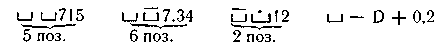 ⊔ ⊔⊔715 ⊔ ⊔̅7.34 ⊔̅ ⊔̇12 ⊔ − D + 0,2
5 поз. 6 поз. 2 поз.